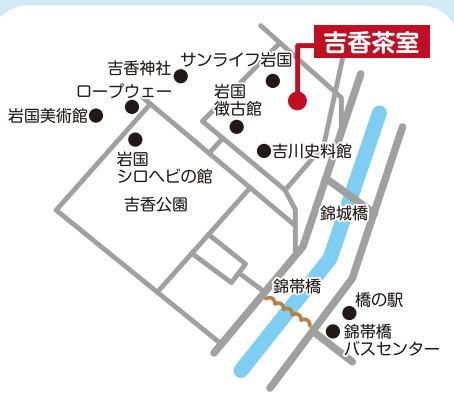 吉香茶室
サンライフ岩国
吉香神社
ロープウェー
岩国美術館
岩国
徴古館
吉川史料館
岩国
シロヘビの館
吉香公園
錦城橋
錦帯橋
橋の駅
錦帯橋
バスセンター